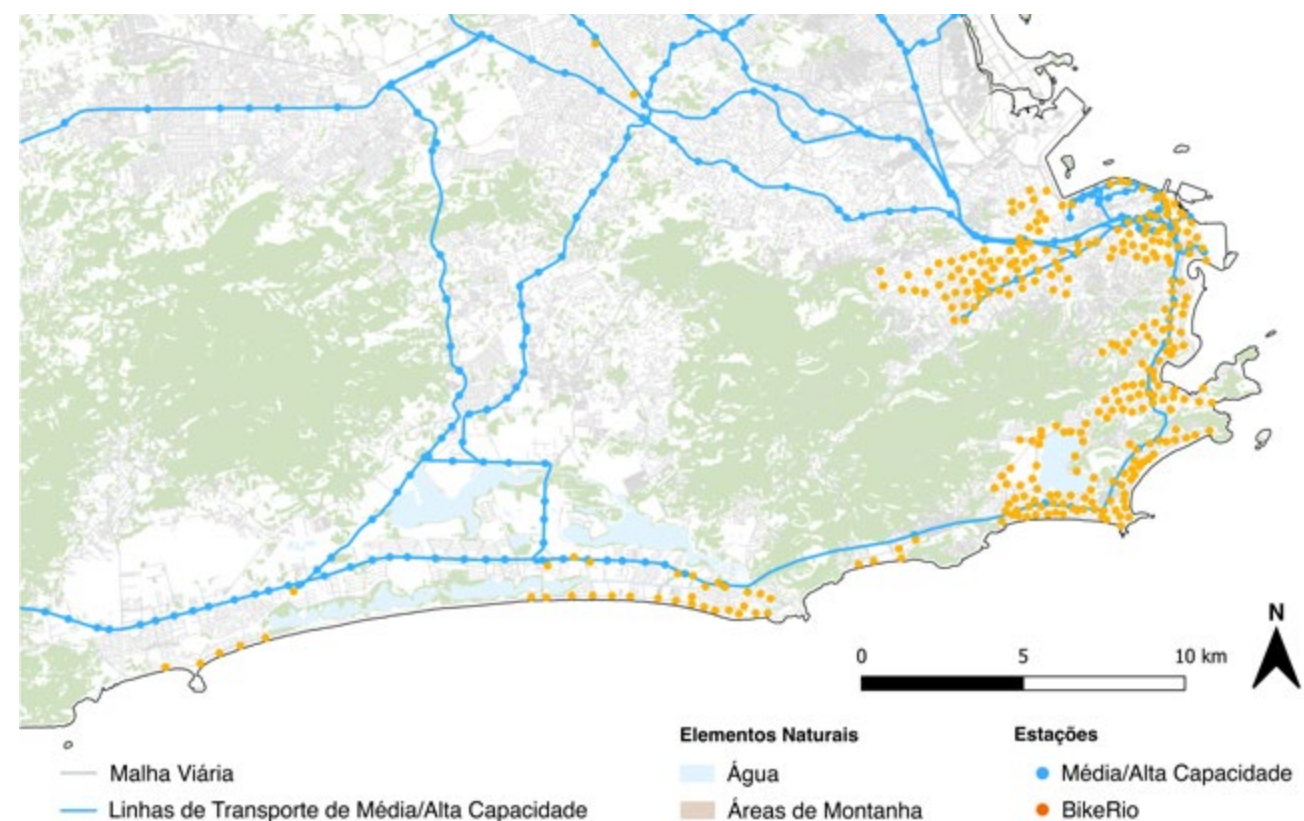 N
0 5 10 km
Elementos Naturais
Estações
Malha Viária
Água
Média/Alta Capacidade
Linhas de Transporte de Média/Alta Capacidade
Áreas de Montanha
BikeRio